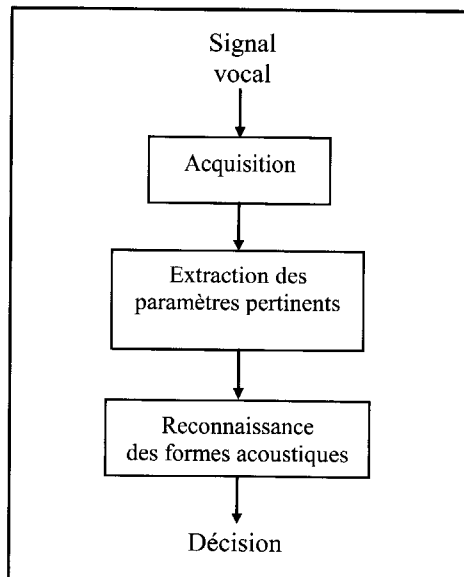 Signal
vocal
Acquisition
Extraction des
paramètres pertinents
Reconnaissance
des formes acoustiques
Décision